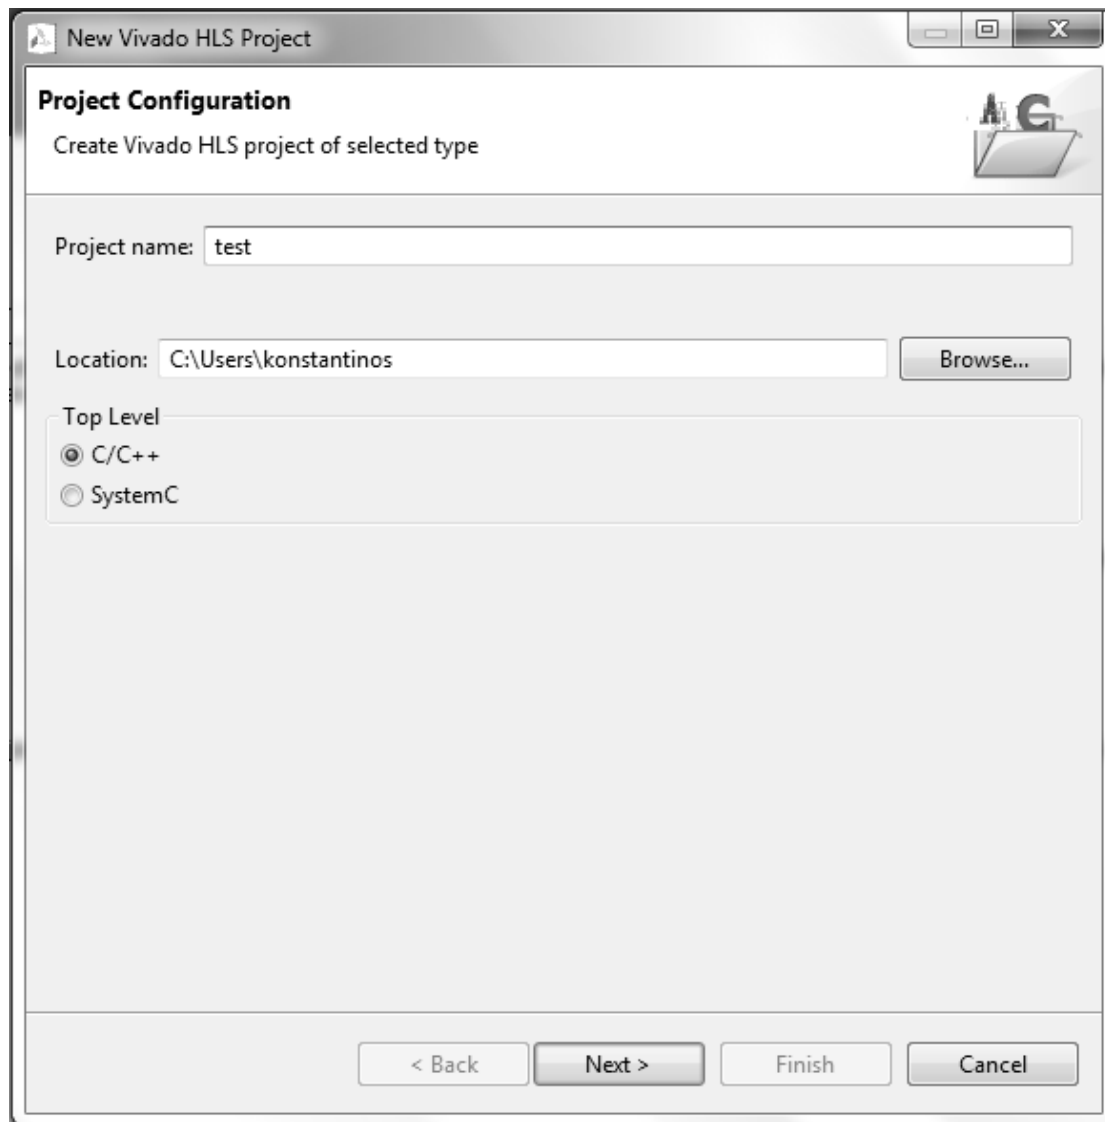 New Vivado HLS Project
Project Configuration
Create Vivado HLS project of selected type
Project name: test
Location: C:\Users\konstantinos Browse...
Top Level
C/C++
SystemC
< Back Next > Finish Cancel